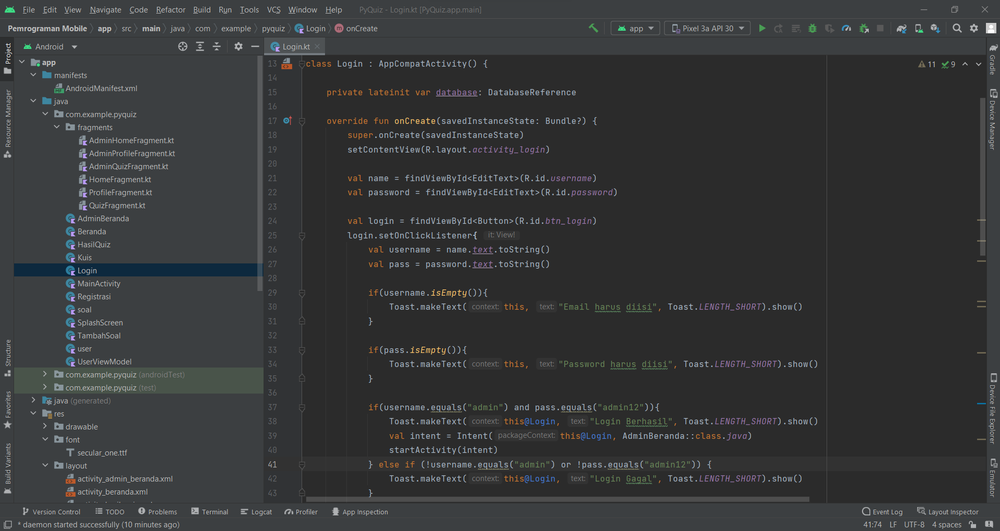 File Edit View Navigate Code Refactor Build Run Tools VCS Window Help PyQuiz - Login.kt [PyQuiz.app.main]
Pemrograman Mobile app src main java com example pyquiz Login onCreate app Pixel 3a API 30
Project
Resource Manager
Structure
Favorites
Build Variants
Android
app
manifests
AndroidManifest.xml
java
com.example.pyquiz
fragments
AdminHomeFragment.kt
AdminProfileFragment.kt
AdminQuizFragment.kt
HomeFragment.kt
ProfileFragment.kt
QuizFragment.kt
AdminBeranda
Beranda
HasilQuiz
Kuis
Login
MainActivity
Registrasi
soal
SplashScreen
TambahSoal
user
UserViewModel
com.example.pyquiz (androidTest)
com.example.pyquiz (test)
java (generated)
res
drawable
font
secular_one.ttf
layout
activity_admin_beranda.xml
activity_beranda.xml
Login.kt
11 9
13 class Login : AppCompatActivity() {
14
15 private lateinit var database: DatabaseReference
16
17 override fun onCreate(savedInstanceState: Bundle?) {
18 super.onCreate(savedInstanceState)
19 setContentView(R.layout.activity_login)
20
21 val name = findViewById<EditText>(R.id.username)
22 val password = findViewById<EditText>(R.id.password)
23
24 val login = findViewById<Button>(R.id.btn_login)
25 login.setOnClickListener{ it: View!
26 val username = name.text.toString()
27 val pass = password.text.toString()
28
29 if(username.isEmpty()){
30 Toast.makeText( context: this, text: "Email harus diisi", Toast.LENGTH_SHORT).show()
31 }
32
33 if(pass.isEmpty()){
34 Toast.makeText( context: this, text: "Password harus diisi", Toast.LENGTH_SHORT).show()
35 }
36
37 if(username.equals("admin") and pass.equals("admin12")){
38 Toast.makeText( context: this@Login, text: "Login Berhasil", Toast.LENGTH_SHORT).show()
39 val intent = Intent( packageContext: this@Login, AdminBeranda::class.java)
40 startActivity(intent)
41 } else if (!username.equals("admin") or !pass.equals("admin12")) {
42 Toast.makeText( context: this@Login, text: "Login Gagal", Toast.LENGTH_SHORT).show()
43 }
Gradle
Device Manager
Device File Explorer
Emulator
Version Control TODO Problems Terminal Logcat Profiler App Inspection Event Log Layout Inspector
* daemon started successfully (10 minutes ago) 41:74 LF UTF-8 4 spaces